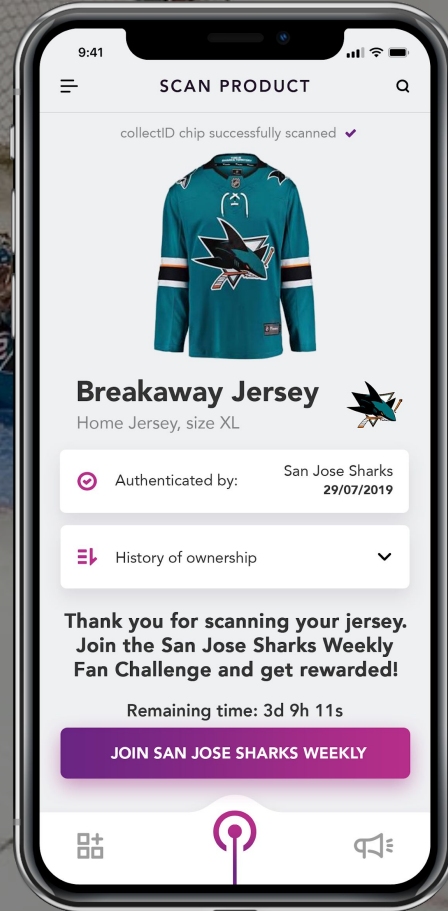 9:41
SCAN PRODUCT
collectID chip successfully scanned
Breakaway Jersey
Home Jersey, size XL
Authenticated by:
San Jose Sharks
29/07/2019
History of ownership
Thank you for scanning your jersey.
Join the San Jose Sharks Weekly
Fan Challenge and get rewarded!
Remaining time: 3d 9h 11s
JOIN SAN JOSE SHARKS WEEKLY